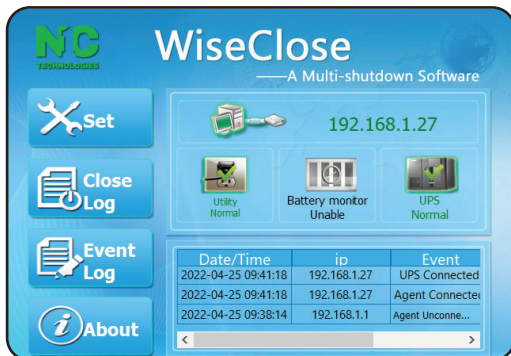 NC
TECHNOLOGIES
WiseClose
——A Multi-shutdown Software
Set
192.168.1.27
Close
Log
Utility
Normal
Battery monitor
Unable
UPS
Normal
Event
Log
Date/Time ip Event
2022-04-25 09:41:18 192.168.1.27 UPS Connected
2022-04-25 09:41:18 192.168.1.27 Agent Connected
2022-04-25 09:38:14 192.168.1.1 Agent Unconne...
About